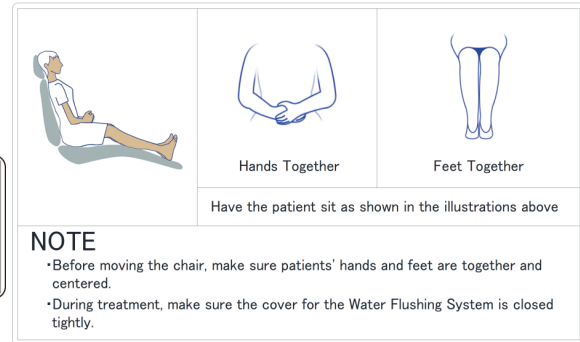 Hands Together
Feet Together
Have the patient sit as shown in the illustrations above
NOTE
・Before moving the chair, make sure patients' hands and feet are together and
centered.
・During treatment, make sure the cover for the Water Flushing System is closed
tightly.